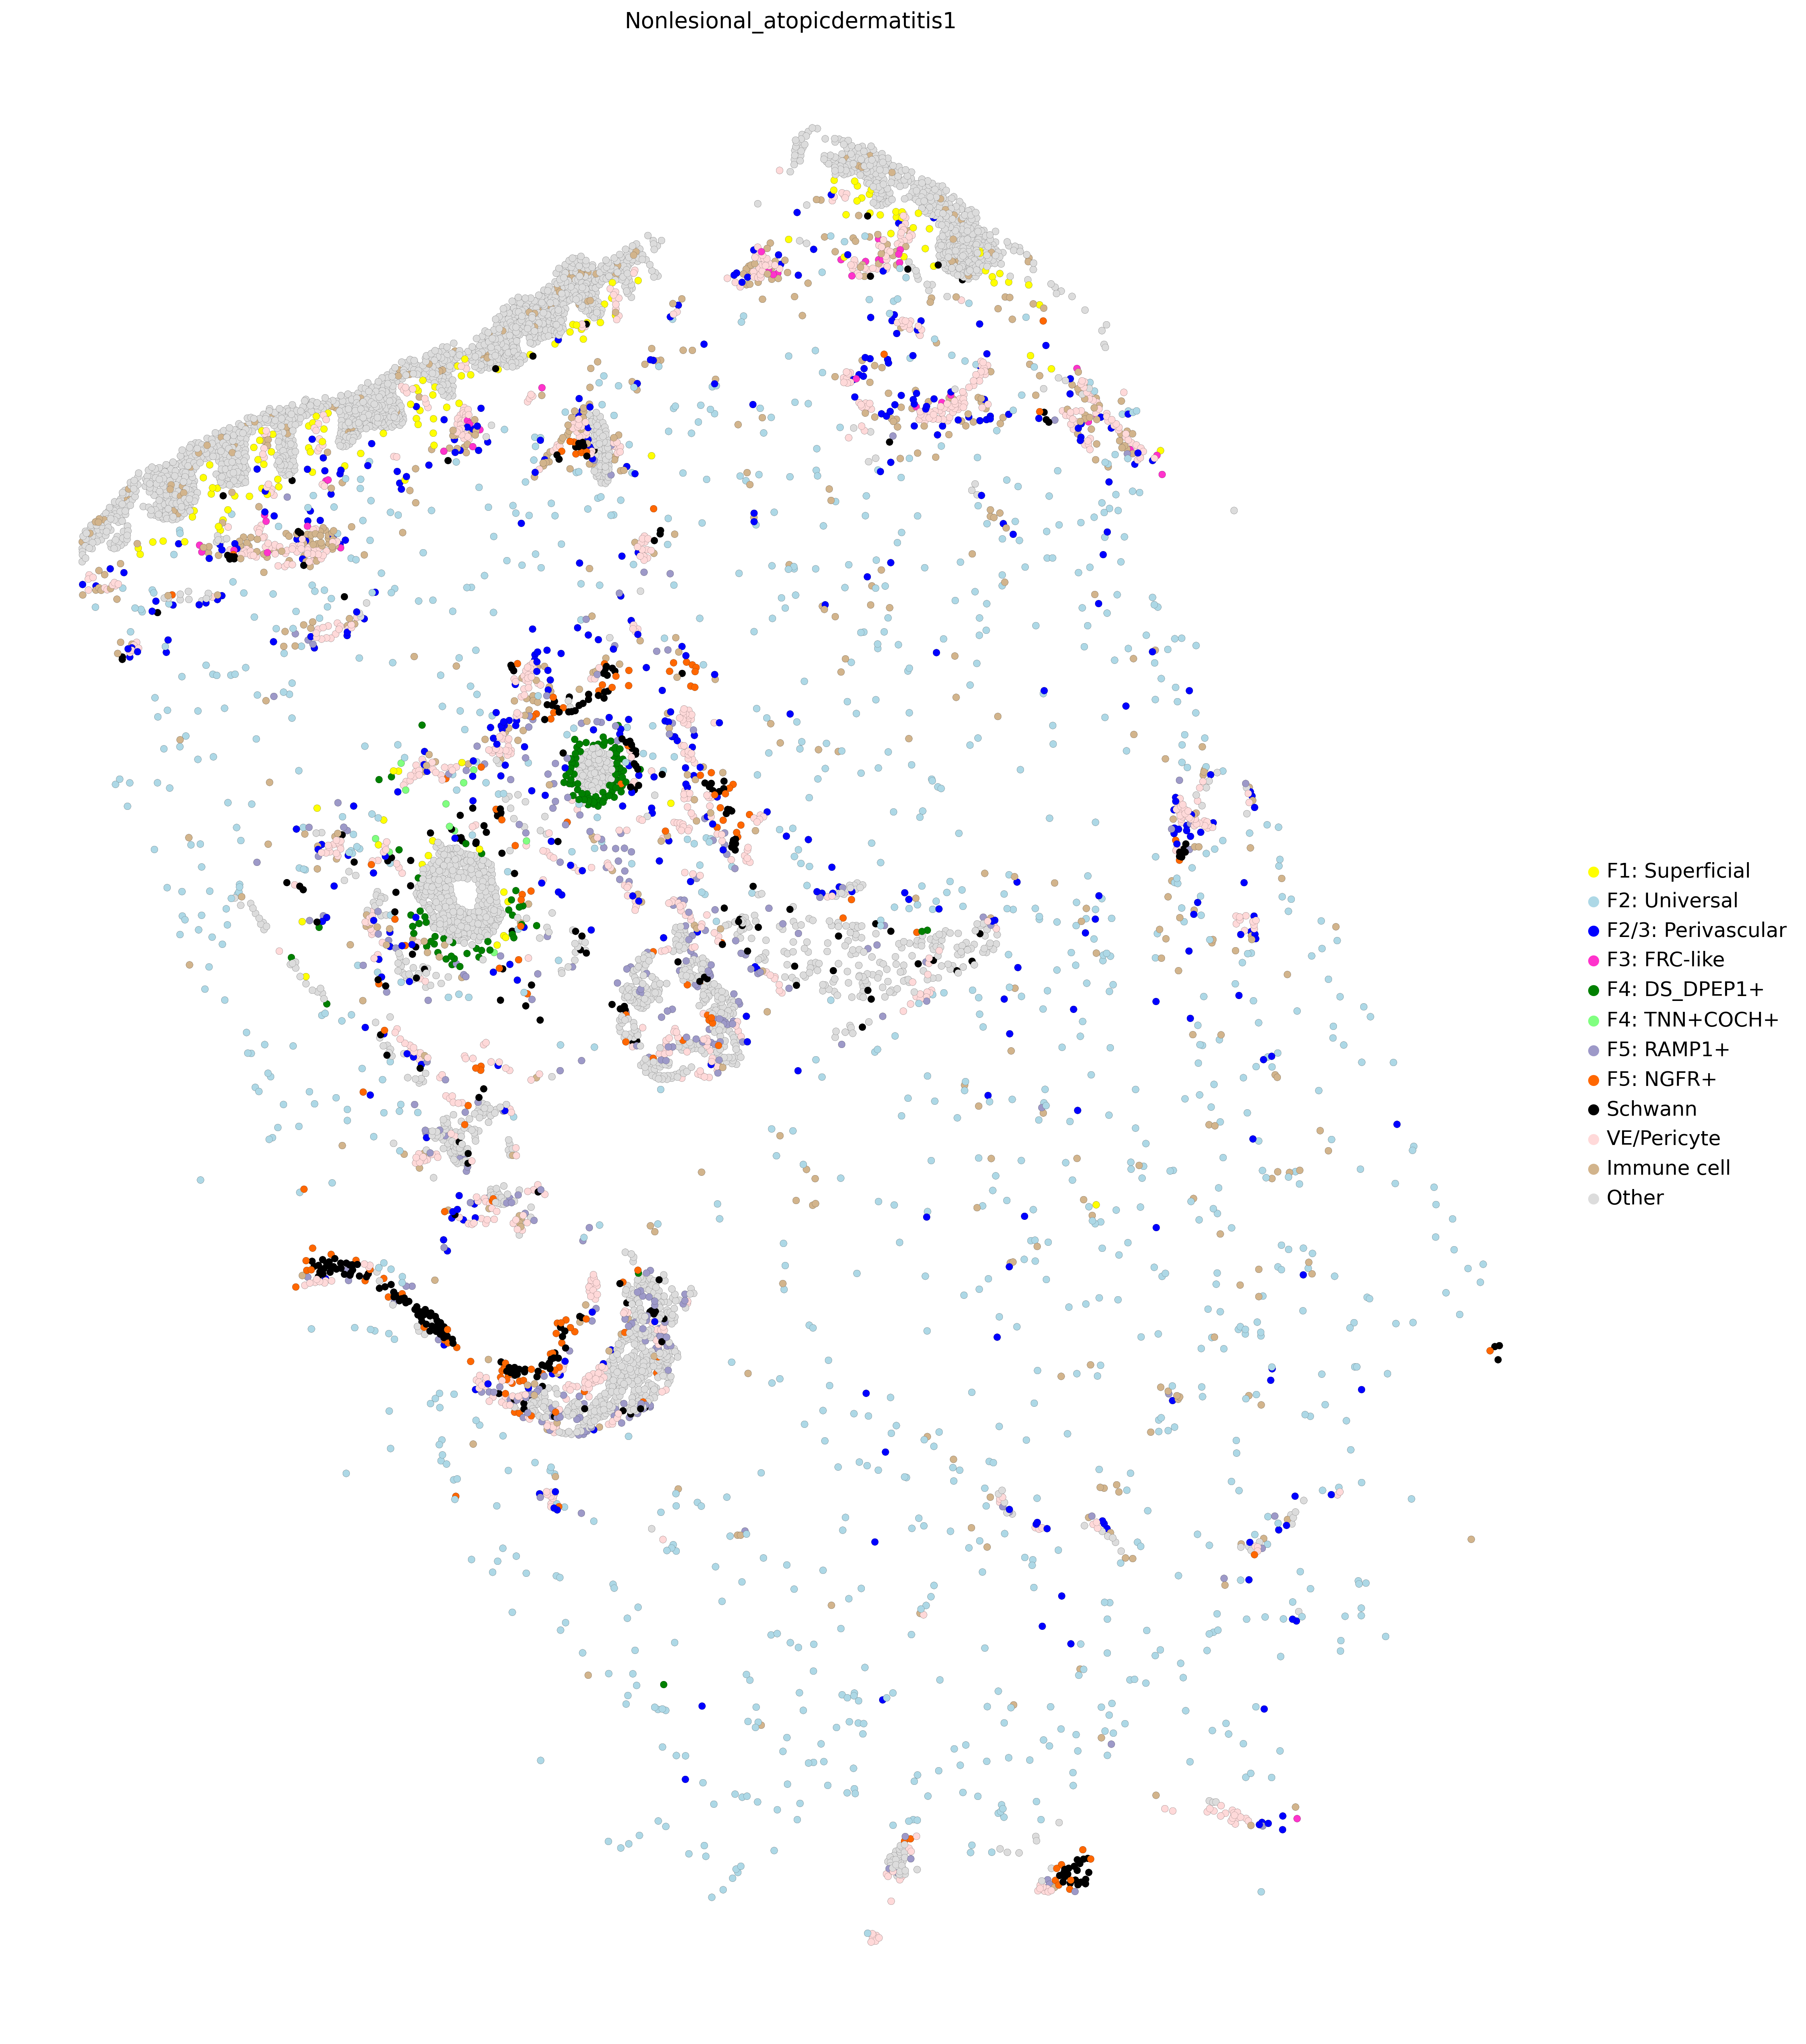 Nonlesional_atopicdermatitis1
F1: Superficial
F2: Universal
F2/3: Perivascular
F3: FRC-like
F4: DS_DPEP1+
F4: TNN+COCH+
F5: RAMP1+
F5: NGFR+
Schwann
VE/Pericyte
Immune cell
Other